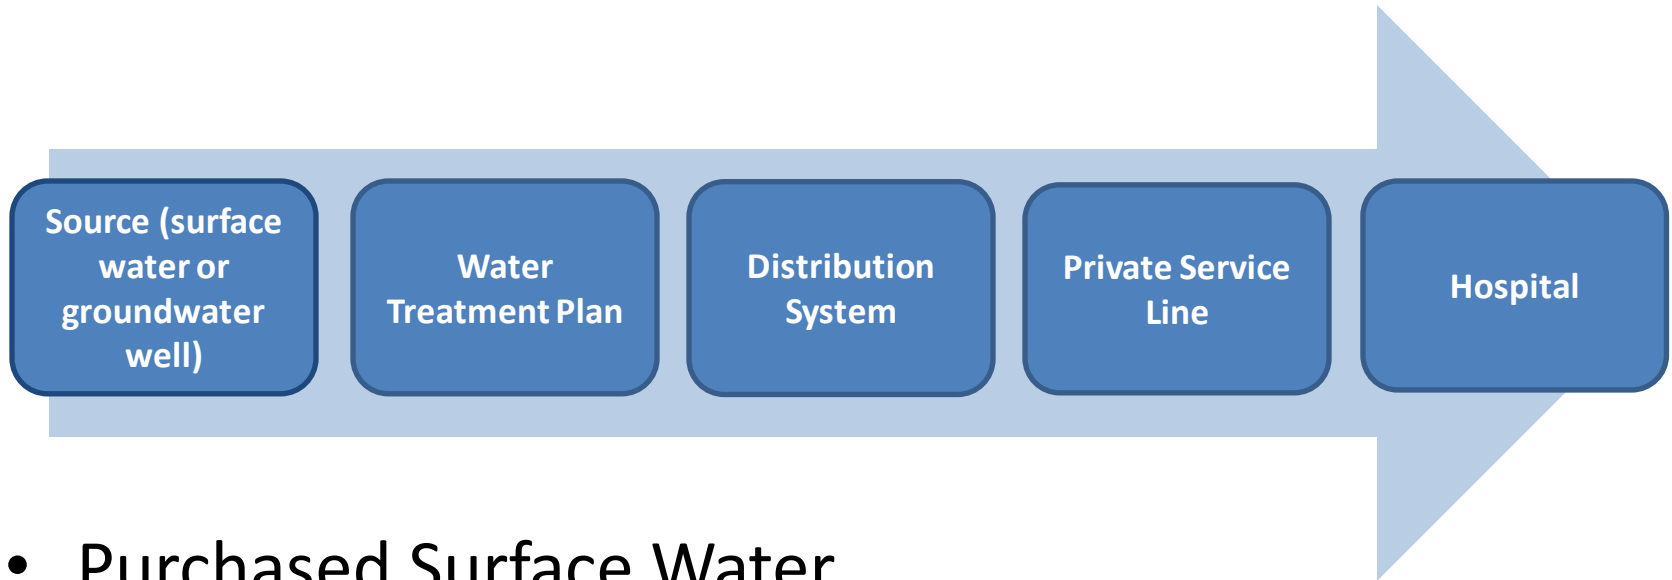 Source (surface
water or
groundwater
well)
Water
Treatment Plan
Distribution
System
Private Service
Line
Hospital
• Purchased Surface Water